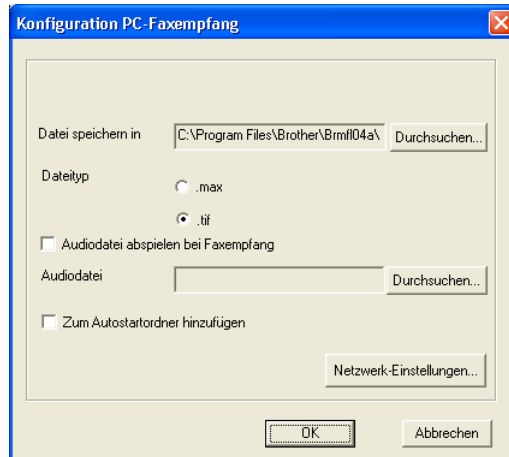 Konfiguration PC-Faxempfang
Datei speichern in C:\Program Files\Brother\Brmfl04a\ Durchsuchen...
Dateityp
.max
.tif
Audiodatei abspielen bei Faxempfang
Audiodatei Durchsuchen...
Zum Autostartordner hinzufügen
Netzwerk-Einstellungen...
OK Abbrechen